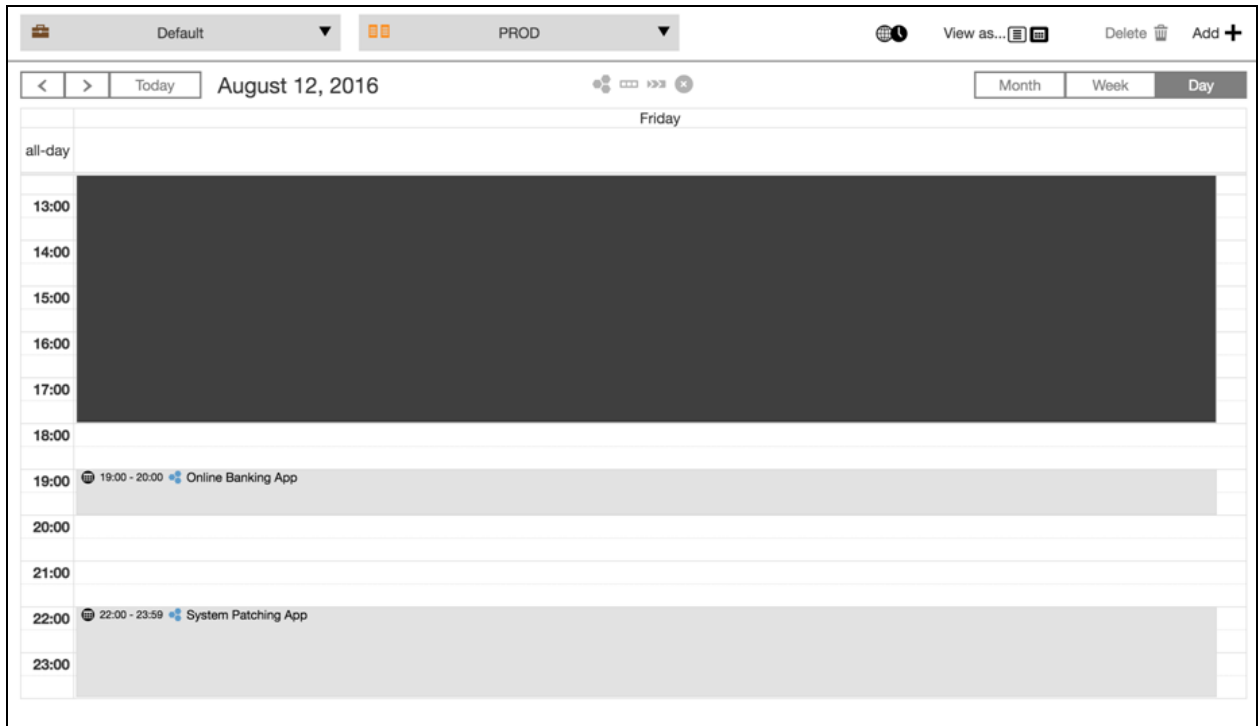 Default PROD View as... Delete Add
Today August 12, 2016 Month Week Day
Friday
all-day
13:00
14:00
15:00
16:00
17:00
18:00
19:00 19:00 - 20:00 Online Banking App
20:00
21:00
22:00 22:00 - 23:59 System Patching App
23:00